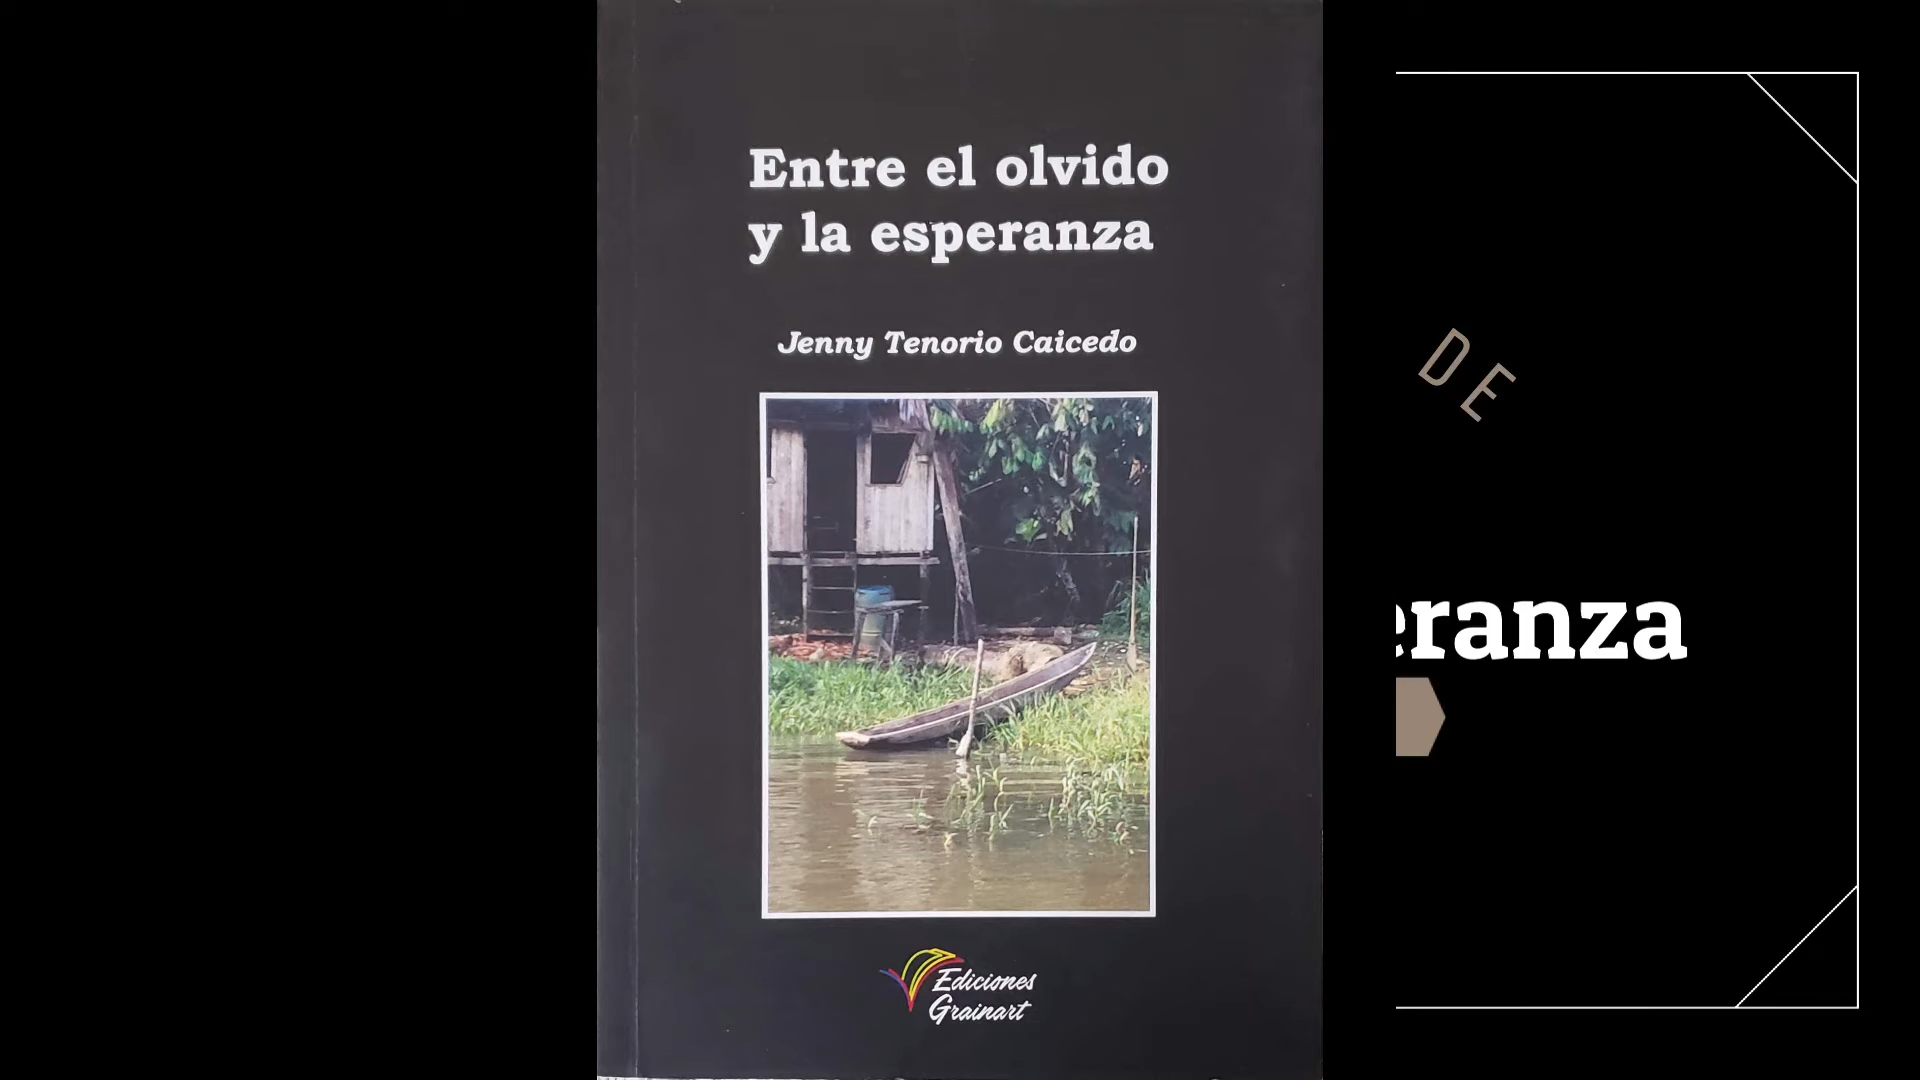 Entre el olvido
y la esperanza
Jenny Tenorio Caicedo
Ediciones
Grainart
DE
eranza